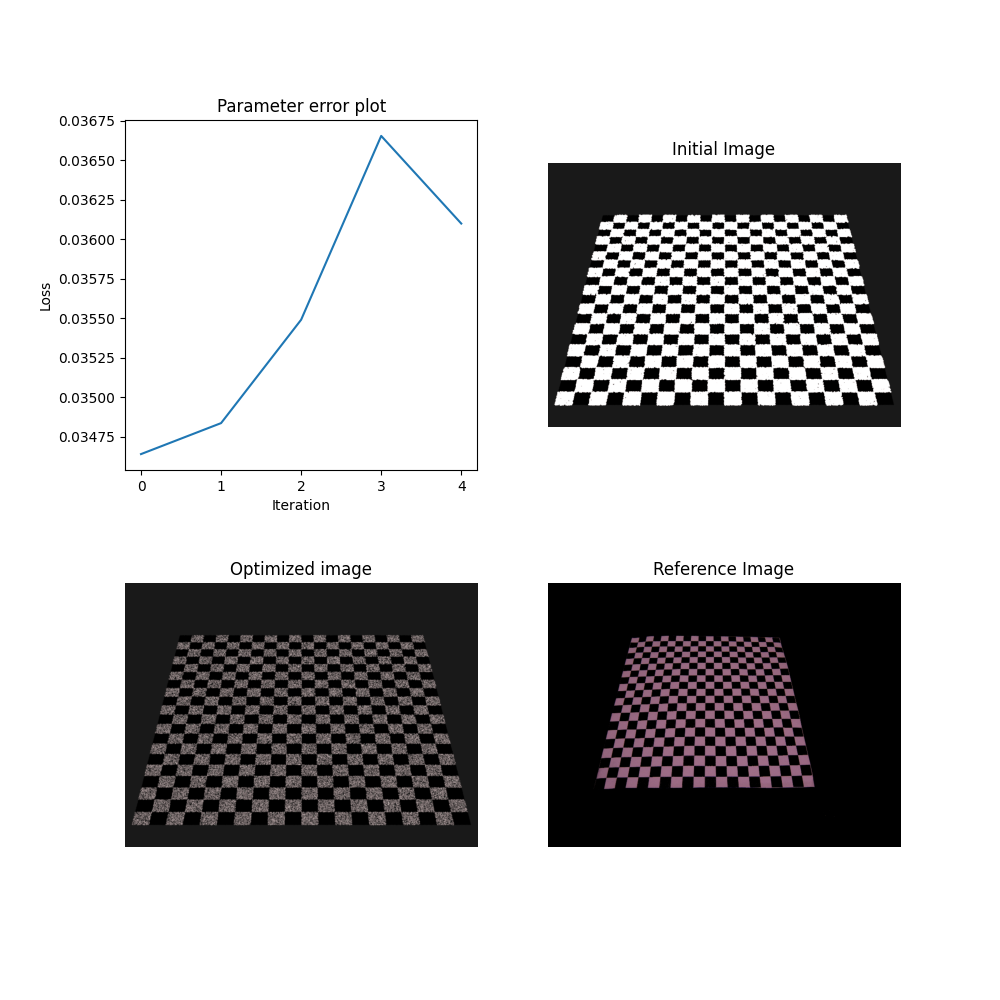 Parameter error plot
0.03675
0.03650
0.03625
0.03600
0.03575
0.03550
0.03525
0.03500
0.03475
Loss
0 1 2 3 4
Iteration
Initial Image
Optimized image
Reference Image